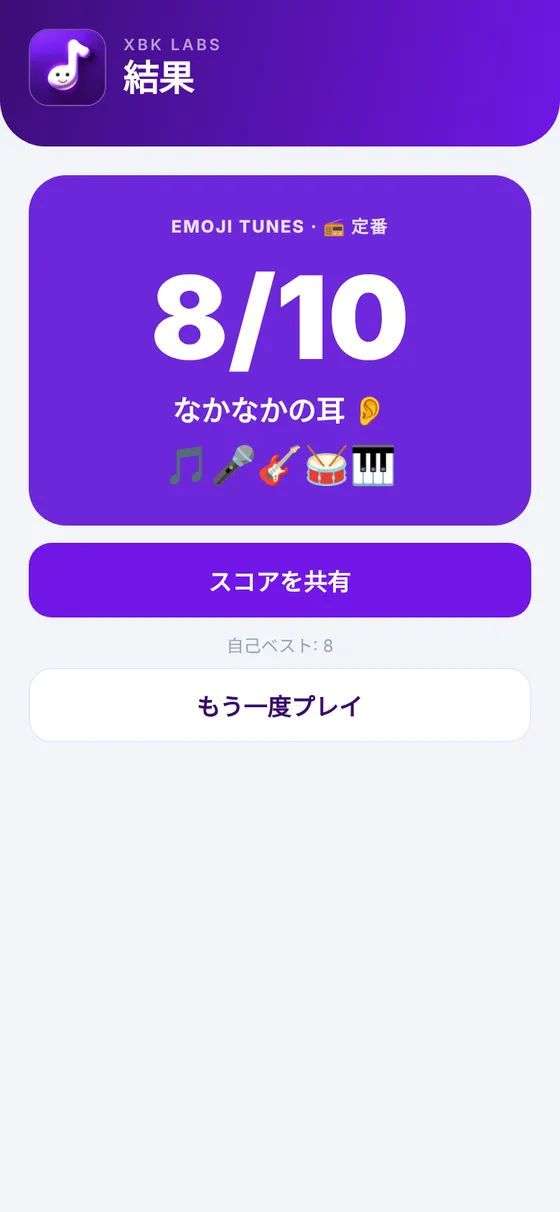 XBK LABS
結果
EMOJI TUNES · 📻 定番
8/10
なかなかの耳 👂
🎵🎤🎸🥁🎹
スコアを共有
自己ベスト: 8
もう一度プレイ